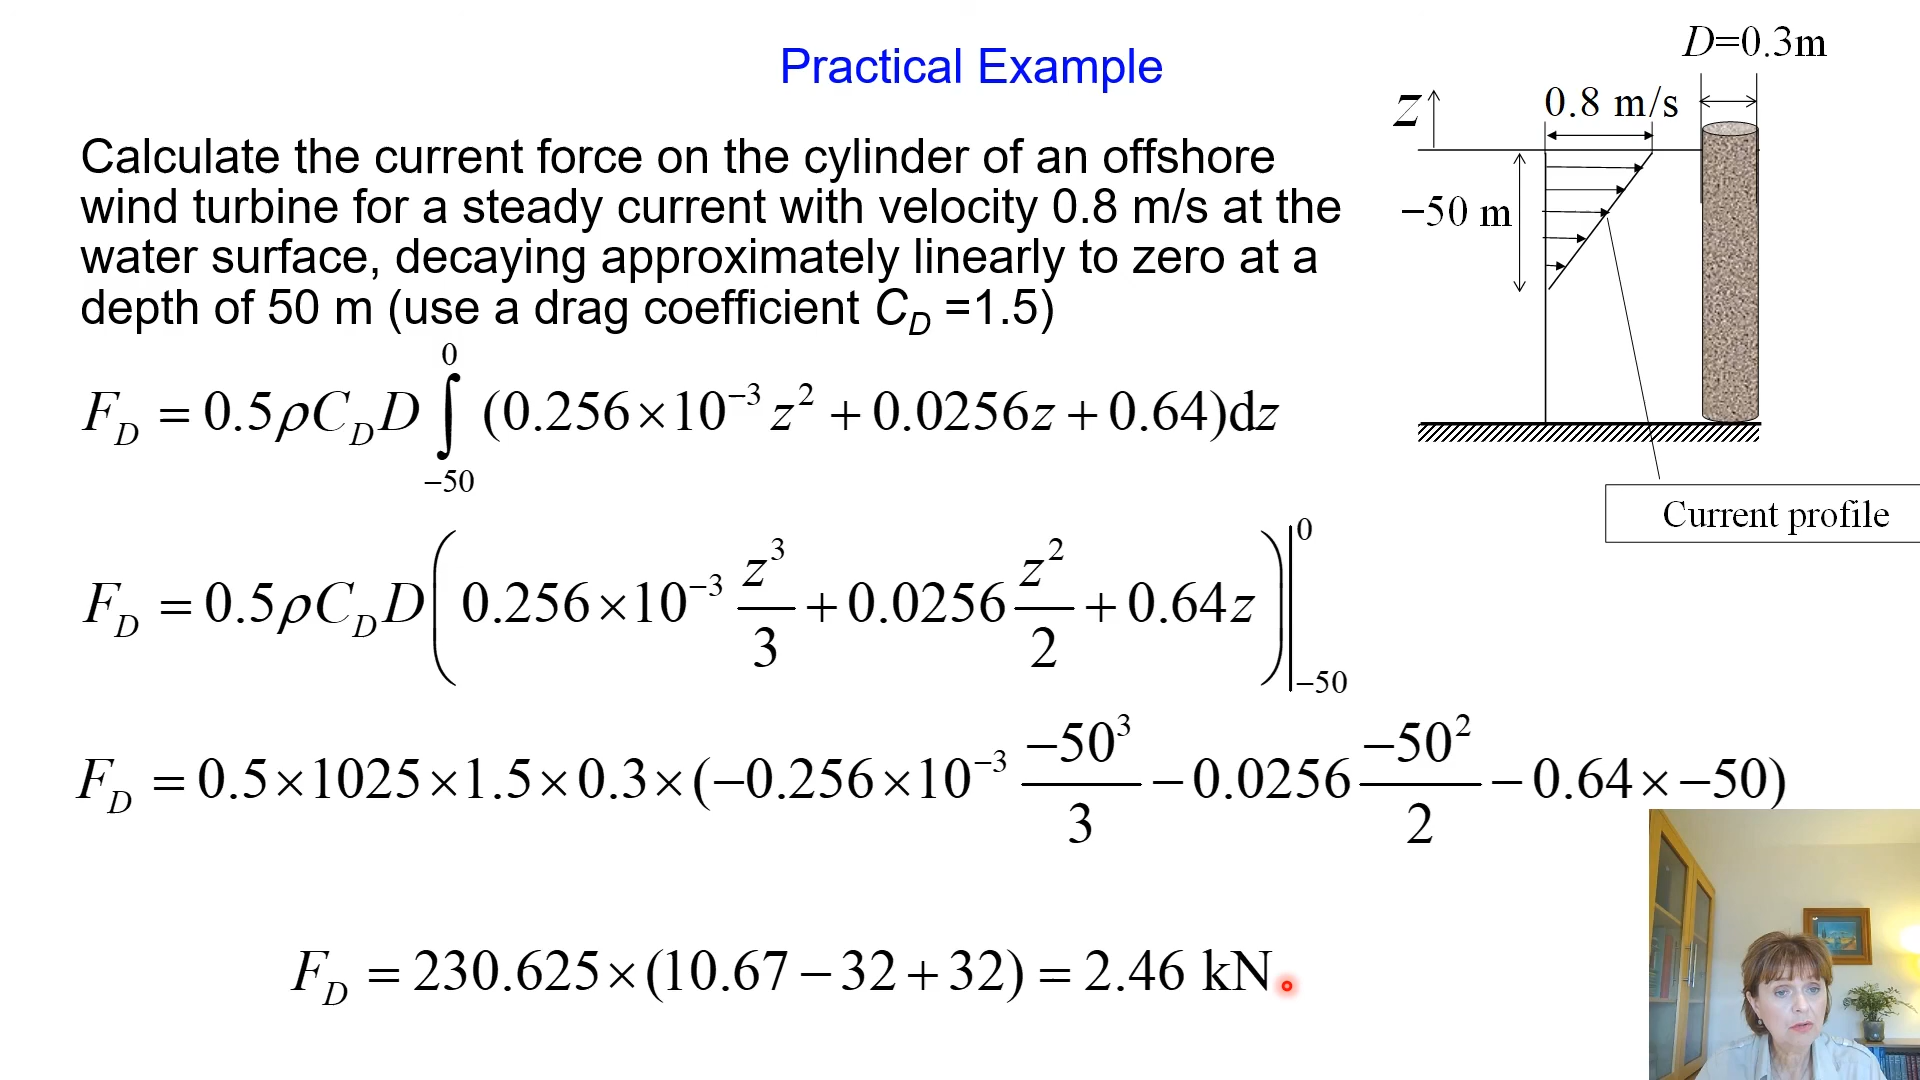 Practical Example
D=0.3m
z
0.8 m/s
−50 m
Calculate the current force on the cylinder of an offshore
wind turbine for a steady current with velocity 0.8 m/s at the
water surface, decaying approximately linearly to zero at a
depth of 50 m (use a drag coefficient C_D =1.5)
F_D = 0.5ρC_D D ∫_{−50}^{0} (0.256×10^{−3} z^2 + 0.0256z + 0.64)dz
Current profile
F_D = 0.5ρC_D D (0.256×10^{−3} z^3/3 + 0.0256 z^2/2 + 0.64z)|_{−50}^{0}
F_D = 0.5×1025×1.5×0.3×(−0.256×10^{−3} −50^3/3 − 0.0256 −50^2/2 − 0.64×−50)
F_D = 230.625×(10.67−32+32) = 2.46 kN